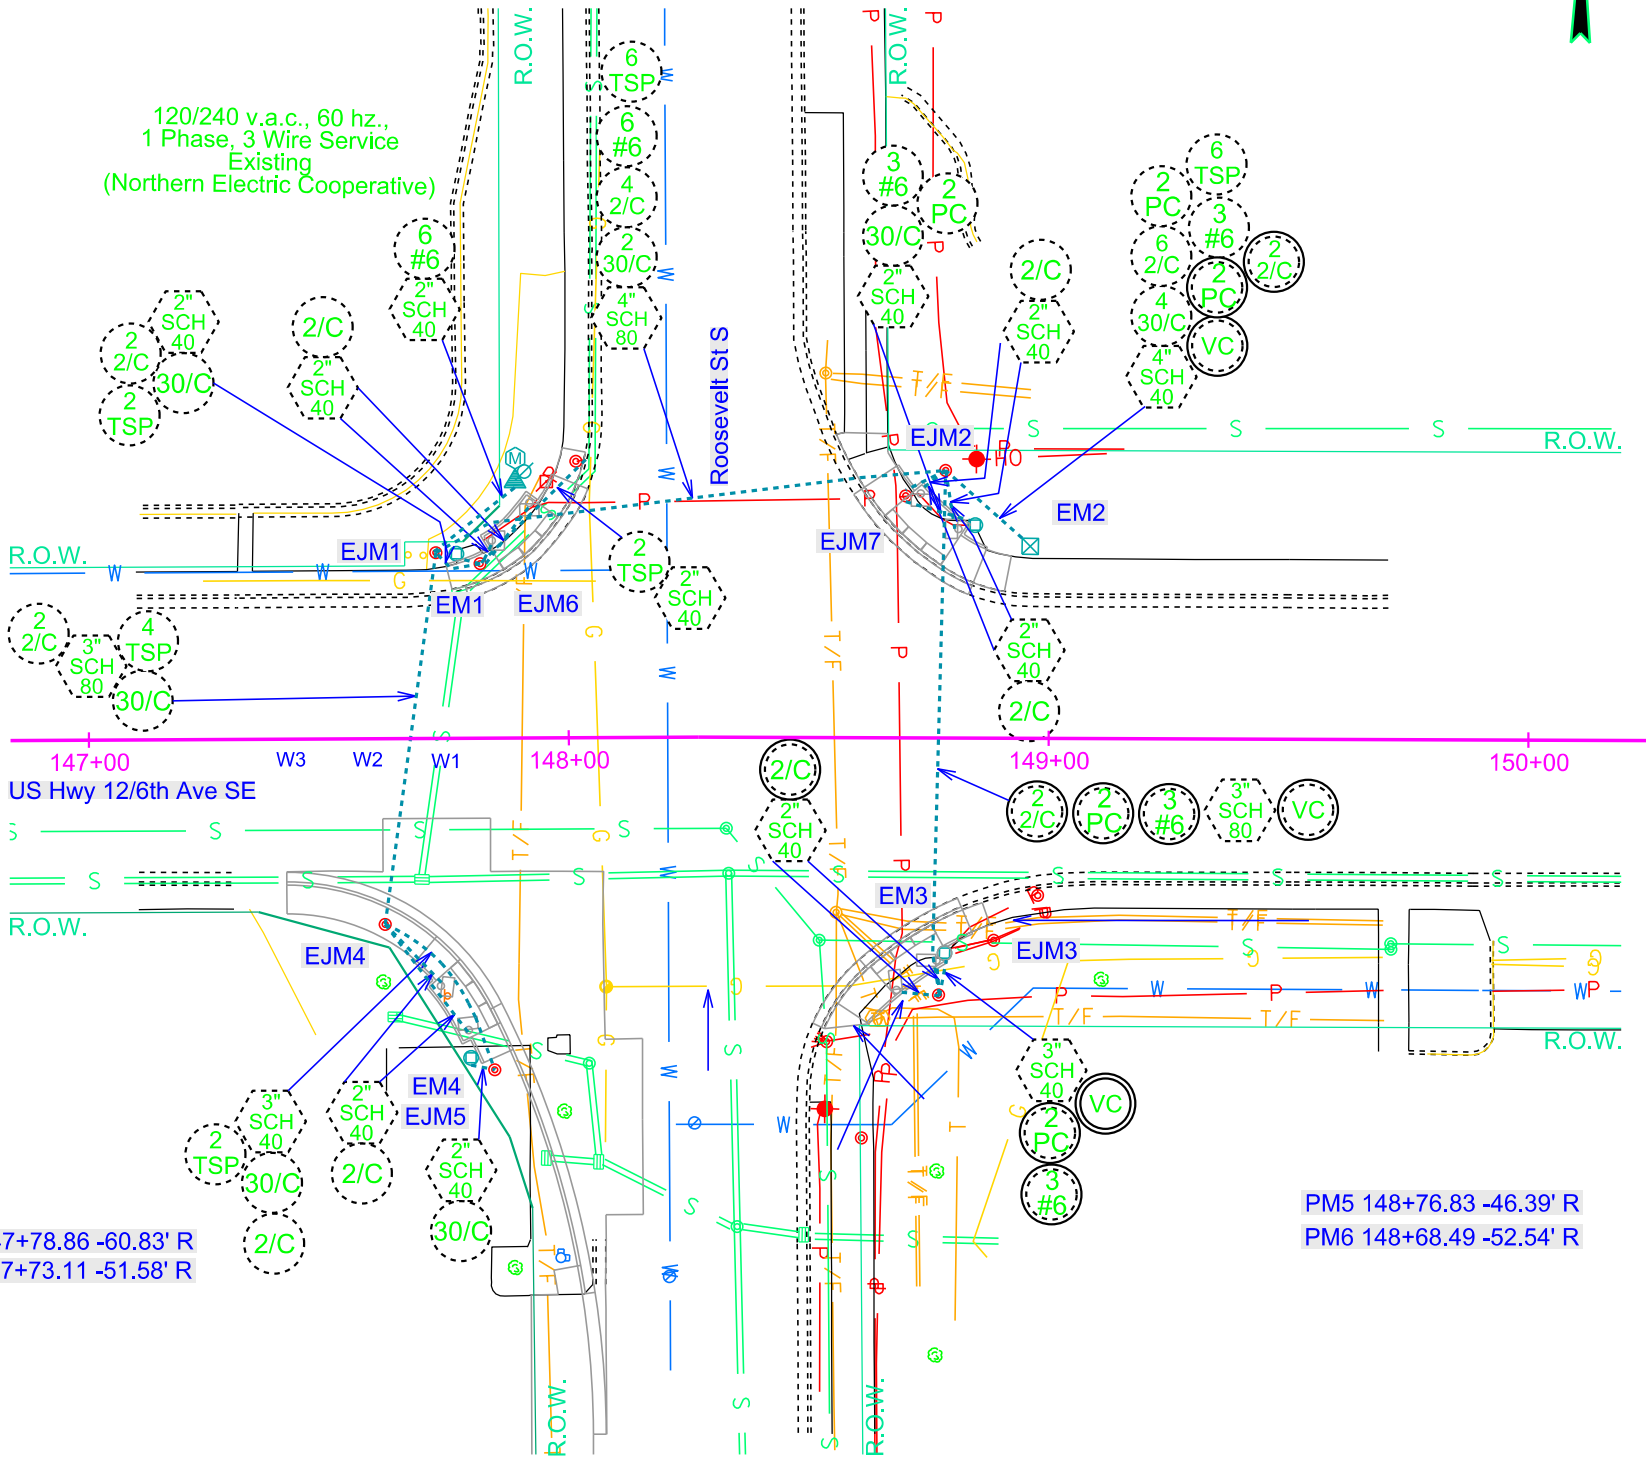 R.O.W.
R.O.W.
P
P
6
TSP
W
S
120/240 v.a.c., 60 hz.,
1 Phase, 3 Wire Service
Existing
(Northern Electric Cooperative)
6
#6
3
#6
2
PC
6
TSP
2
PC
4
2/C
3
#6
6
2/C
2
2/C
6
#6
2
30/C
30/C
P
2/C
2
PC
W
2"
SCH
40
4"
SCH
80
2"
SCH
40
2"
SCH
40
4
30/C
VC
2"
SCH
40
2
2/C
30/C
2
TSP
2/C
2"
SCH
40
4"
SCH
40
Roosevelt St S
T/F
S
S
S
R.O.W.
G
T/F
P
EJM2
P
HO
M
W
P
P
S
EM2
EJM1
EJM7
R.O.W.
W
W
W
G
2
TSP
2"
SCH
40
EM1
EJM6
G
T/F
P
W
2
2/C
3"
SCH
80
4
TSP
30/C
2"
SCH
40
2/C
S
147+00
148+00
149+00
150+00
W3
W2
W1
US Hwy 12/6th Ave SE
2/C
2"
SCH
40
2
2/C
2
PC
3
#6
3"
SCH
80
VC
S
S
S
S
T/F
G
T/F
S
P
W
S
S
S
S
S
S
S
EM3
R.O.W.
EJM4
EJM3
T/F
T/F
S
S
S
G
G
G
P
W
P
W
W
P
T/F
T/F
R.O.W.
S
G
S
W
W
P
P
3"
SCH
40
VC
2
PC
3
#6
EM4
EJM5
3"
SCH
40
2
TSP
30/C
2/C
2"
SCH
40
2/C
2"
SCH
40
30/C
W
G
T
S
T/F
S
S
PM5 148+76.83 -46.39' R
PM6 148+68.49 -52.54' R
7+78.86 -60.83' R
7+73.11 -51.58' R
T/F
W
P
T/F
P
S
S
R.O.W.
R.O.W.